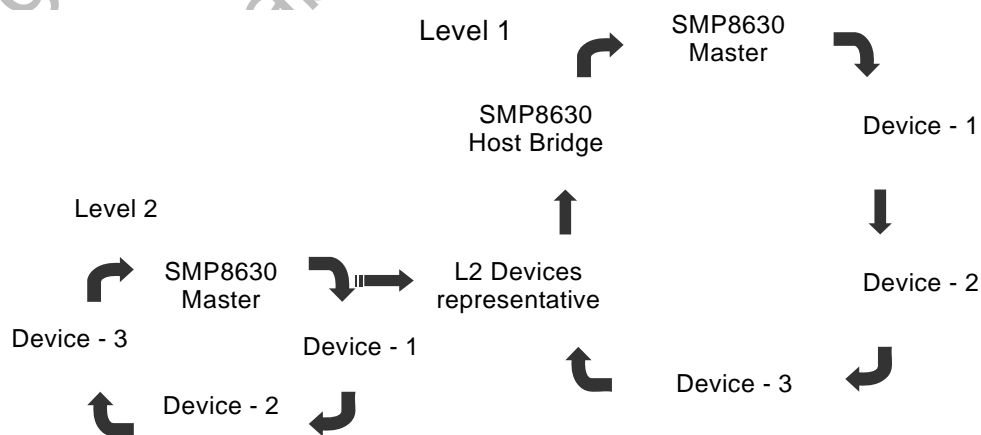 Level 1
SMP8630
Master
SMP8630
Host Bridge
Device - 1
Level 2
SMP8630
Master
L2 Devices
representative
Device - 2
Device - 3
Device - 1
Device - 3
Device - 2